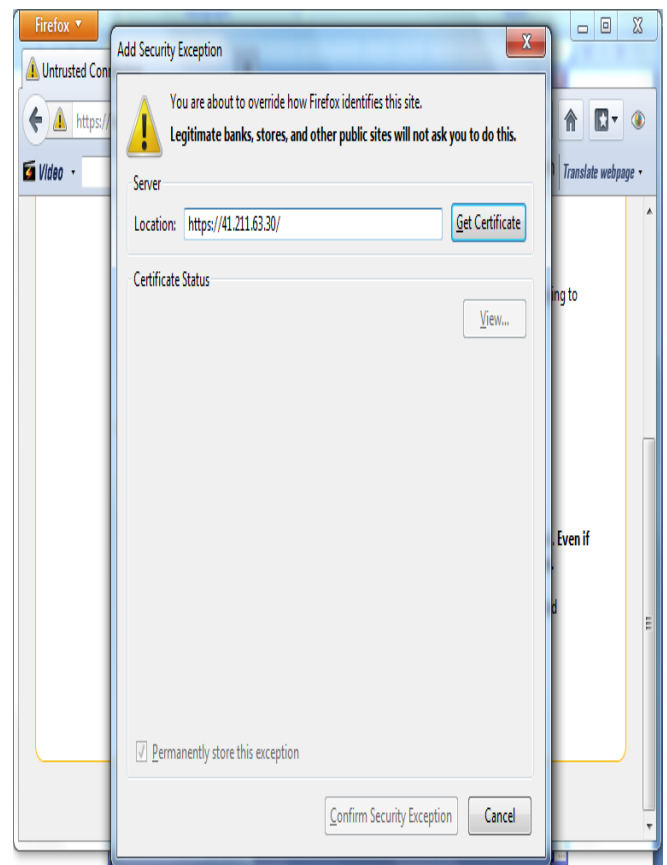 Firefox
Add Security Exception
Untrusted Conn
You are about to override how Firefox identifies this site.
https://
Legitimate banks, stores, and other public sites will not ask you to do this.
Video
Translate webpage
Server
Location: https://41.211.63.30/ Get Certificate
Certificate Status
ing to
View...
. Even if
d
Permanently store this exception
Confirm Security Exception Cancel